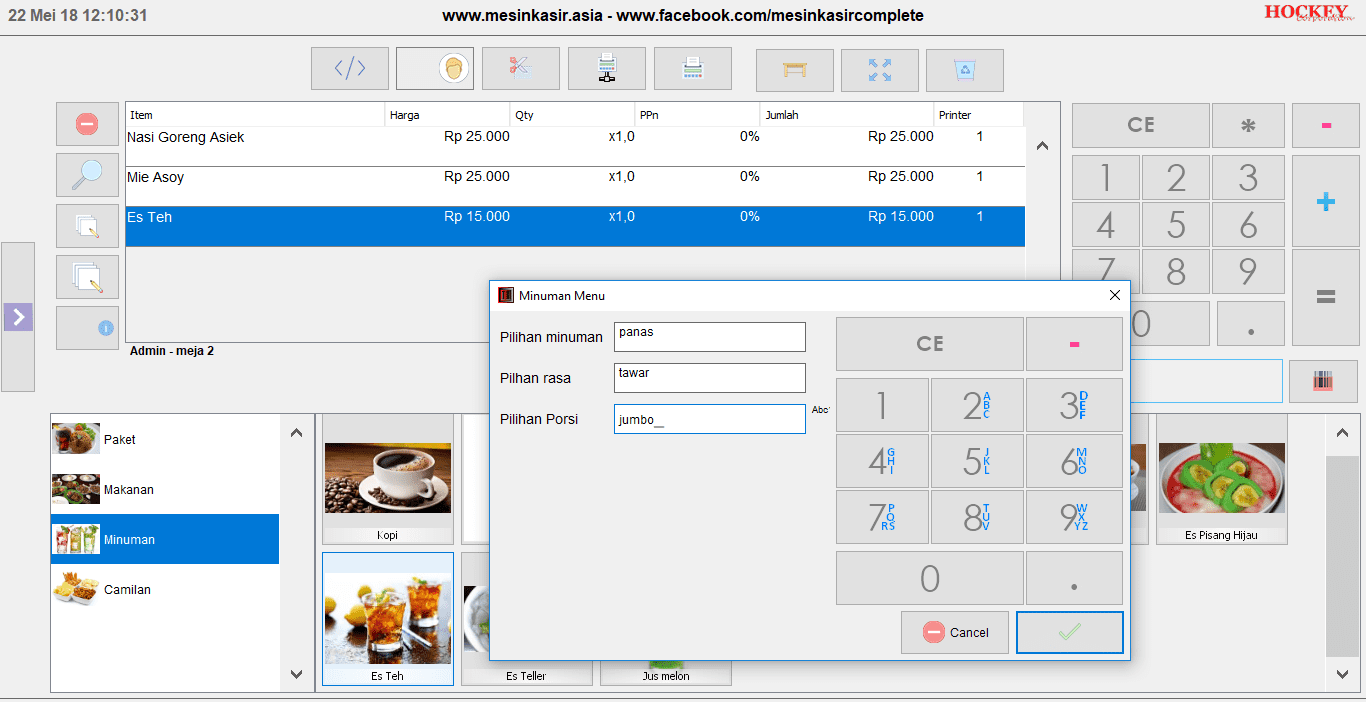 22 Mei 18 12:10:31
www.mesinkasir.asia - www.facebook.com/mesinkasircomplete
HOCKEY
Corporation
</>
CE * -
Item Harga Qty PPn Jumlah Printer
Nasi Goreng Asiek Rp 25.000 x1,0 0% Rp 25.000 1
Mie Asoy Rp 25.000 x1,0 0% Rp 25.000 1
Es Teh Rp 15.000 x1,0 0% Rp 15.000 1
1 2 3 +
4 5 6
7 8 9 =
0 .
Admin - meja 2
Minuman Menu
Pilihan minuman panas
Pilhan rasa tawar
Pilihan Porsi jumbo_
Abc'
CE -
1 2 ABC 3 DEF
4 GHI 5 JKL 6 MNO
7 PQRS 8 TUV 9 WXYZ
0 .
Cancel
Paket
Makanan
Minuman
Camilan
Kopi
Es Pisang Hijau
Es Teh
Es Teller
Jus melon